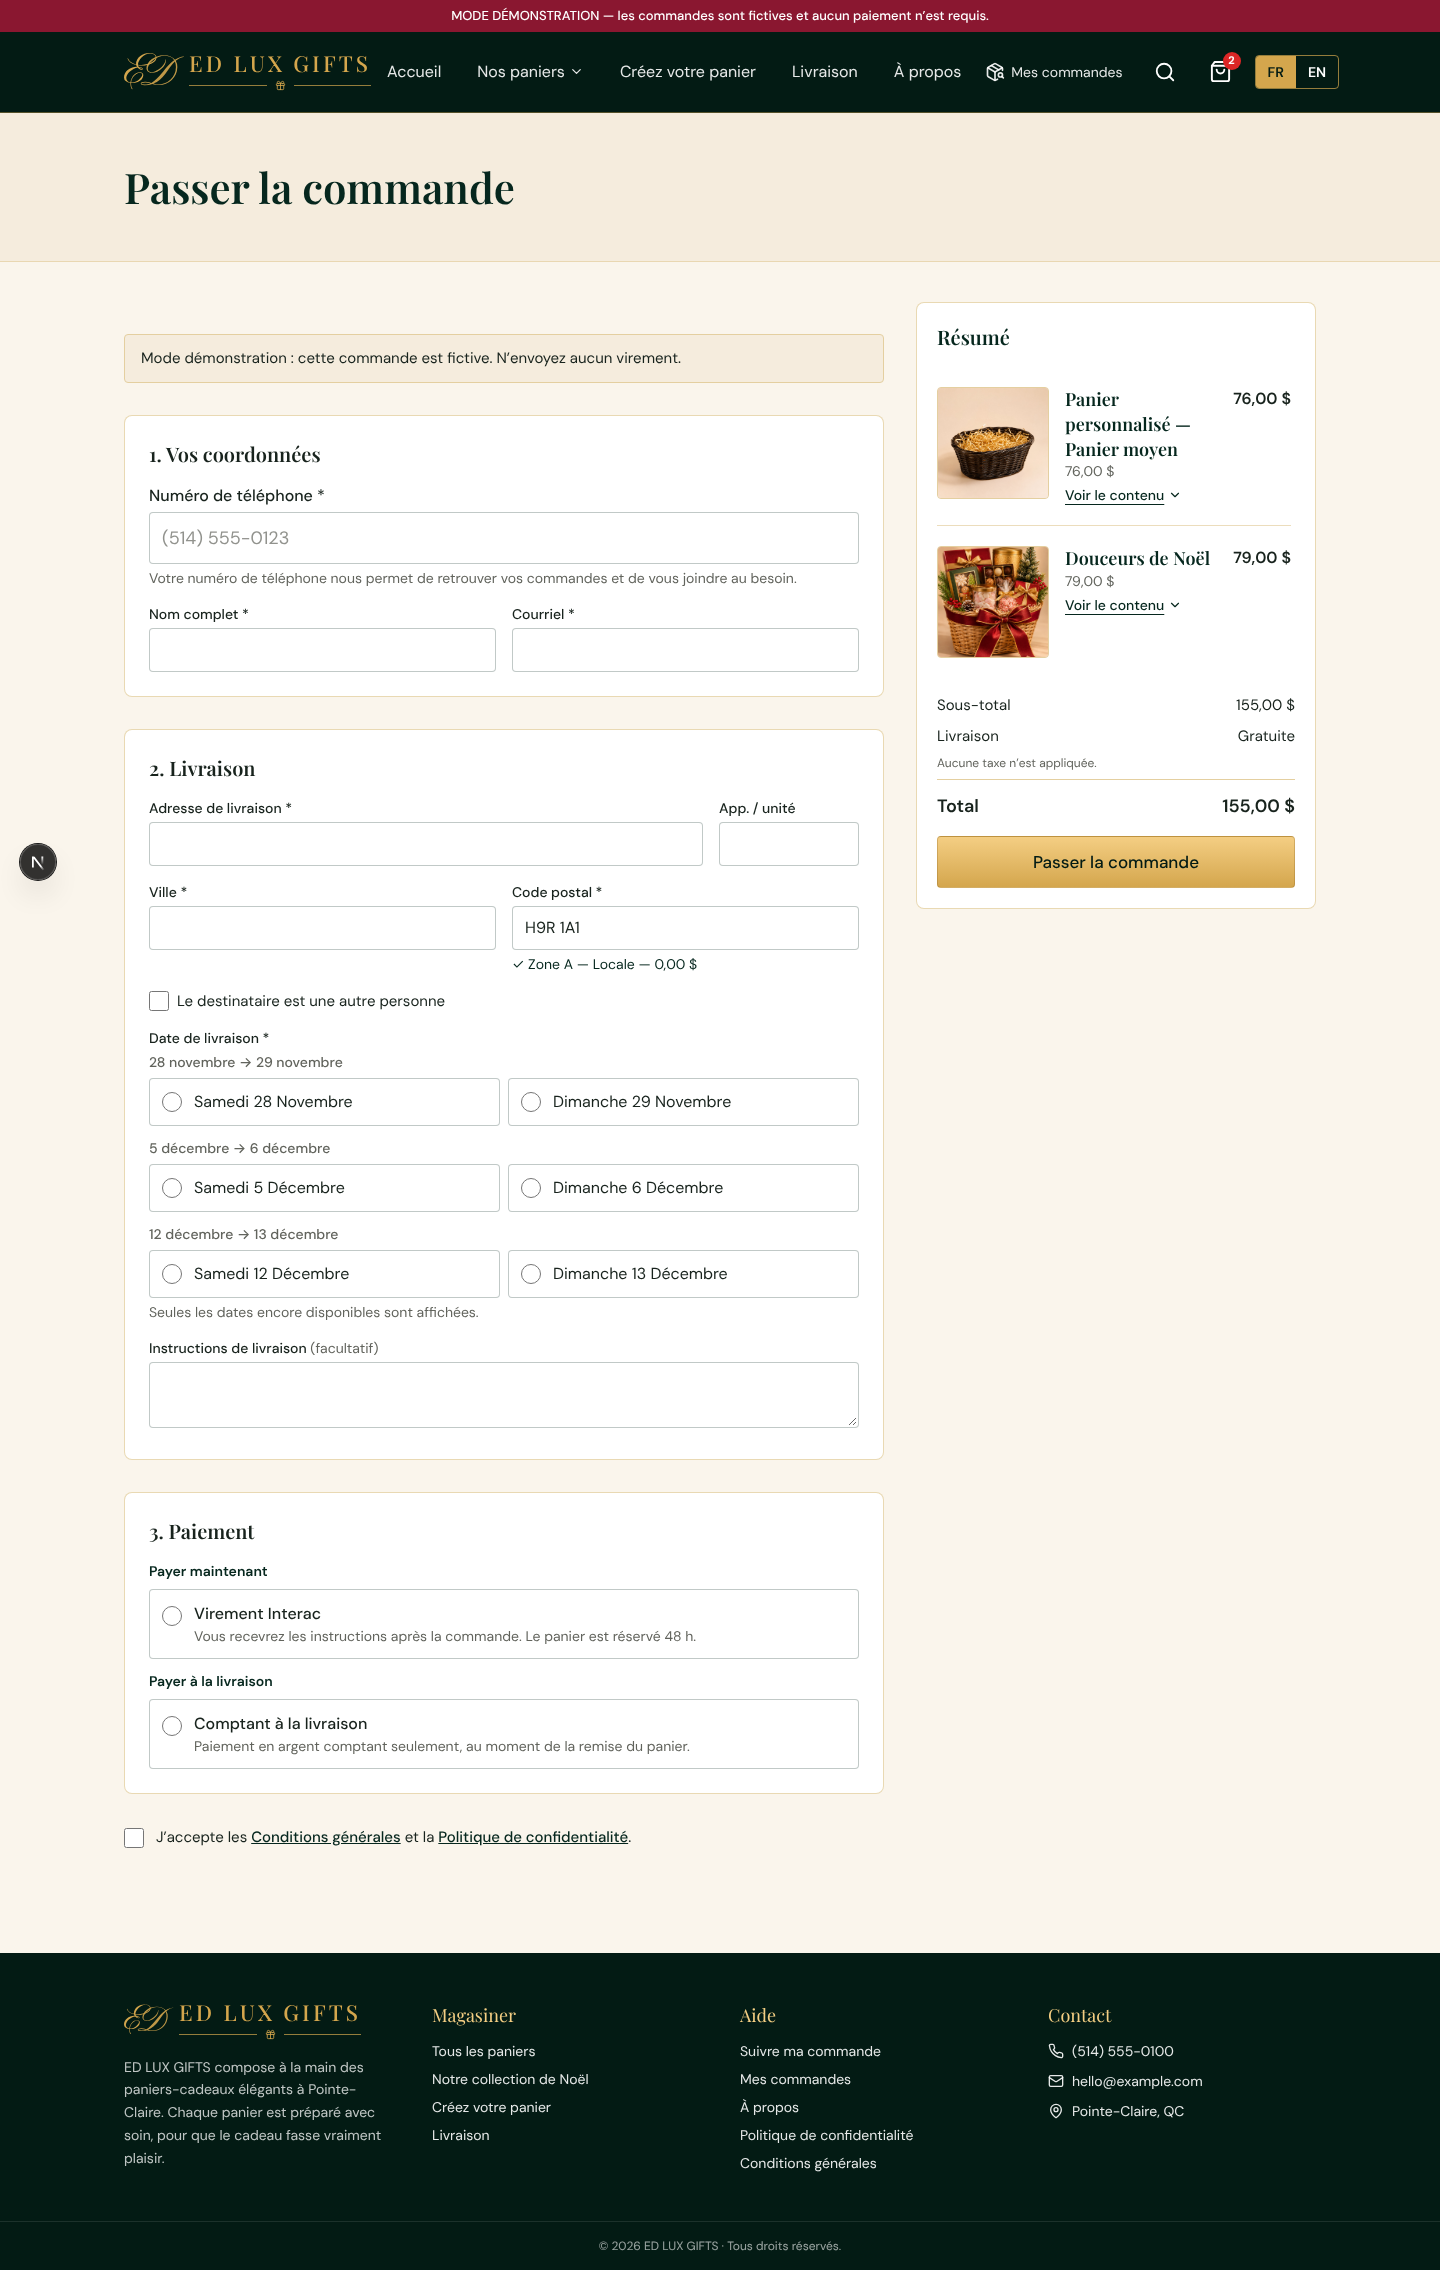 MODE DÉMONSTRATION — les commandes sont fictives et aucun paiement n’est requis.
ED ED LUX GIFTS
Accueil
Nos paniers
Créez votre panier
Livraison
À propos
Mes commandes
2
FR
EN
Passer la commande
Mode démonstration : cette commande est fictive. N’envoyez aucun virement.
1. Vos coordonnées
Numéro de téléphone *
(514) 555-0123
Votre numéro de téléphone nous permet de retrouver vos commandes et de vous joindre au besoin.
Nom complet *
Courriel *
2. Livraison
Adresse de livraison *
App. / unité
Ville *
Code postal *
H9R 1A1
✓ Zone A — Locale — 0,00 $
Le destinataire est une autre personne
Date de livraison *
28 novembre → 29 novembre
Samedi 28 Novembre
Dimanche 29 Novembre
5 décembre → 6 décembre
Samedi 5 Décembre
Dimanche 6 Décembre
12 décembre → 13 décembre
Samedi 12 Décembre
Dimanche 13 Décembre
Seules les dates encore disponibles sont affichées.
Instructions de livraison (facultatif)
3. Paiement
Payer maintenant
Virement Interac
Vous recevrez les instructions après la commande. Le panier est réservé 48 h.
Payer à la livraison
Comptant à la livraison
Paiement en argent comptant seulement, au moment de la remise du panier.
J’accepte les Conditions générales et la Politique de confidentialité.
Résumé
Panier
personnalisé —
Panier moyen
76,00 $
76,00 $
Voir le contenu
Douceurs de Noël
79,00 $
79,00 $
Voir le contenu
Sous-total
155,00 $
Livraison
Gratuite
Aucune taxe n’est appliquée.
Total
155,00 $
Passer la commande
N
ED ED LUX GIFTS
ED LUX GIFTS compose à la main des
paniers-cadeaux élégants à Pointe-
Claire. Chaque panier est préparé avec
soin, pour que le cadeau fasse vraiment
plaisir.
Magasiner
Tous les paniers
Notre collection de Noël
Créez votre panier
Livraison
Aide
Suivre ma commande
Mes commandes
À propos
Politique de confidentialité
Conditions générales
Contact
(514) 555-0100
hello@example.com
Pointe-Claire, QC
© 2026 ED LUX GIFTS · Tous droits réservés.